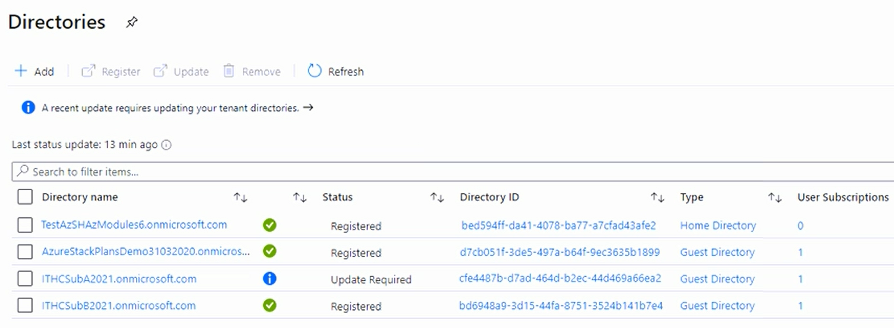 Directories
Add Register Update Remove Refresh
A recent update requires updating your tenant directories. →
Last status update: 13 min ago
Search to filter items...
Directory name Status Directory ID Type User Subscriptions
TestAzSHAzModules6.onmicrosoft.com Registered bed594ff-da41-4078-ba77-a7cfad43afe2 Home Directory 0
AzureStackPlansDemo31032020.onmicros... Registered d7cb051f-3de5-497a-b64f-9ec3635b1899 Guest Directory 1
ITHCSubA2021.onmicrosoft.com Update Required cfe4487b-d7ad-464d-b2ec-44d469a66ea2 Guest Directory 1
ITHCSubB2021.onmicrosoft.com Registered bd6948a9-3d15-44fa-8751-3524b141b7e4 Guest Directory 1